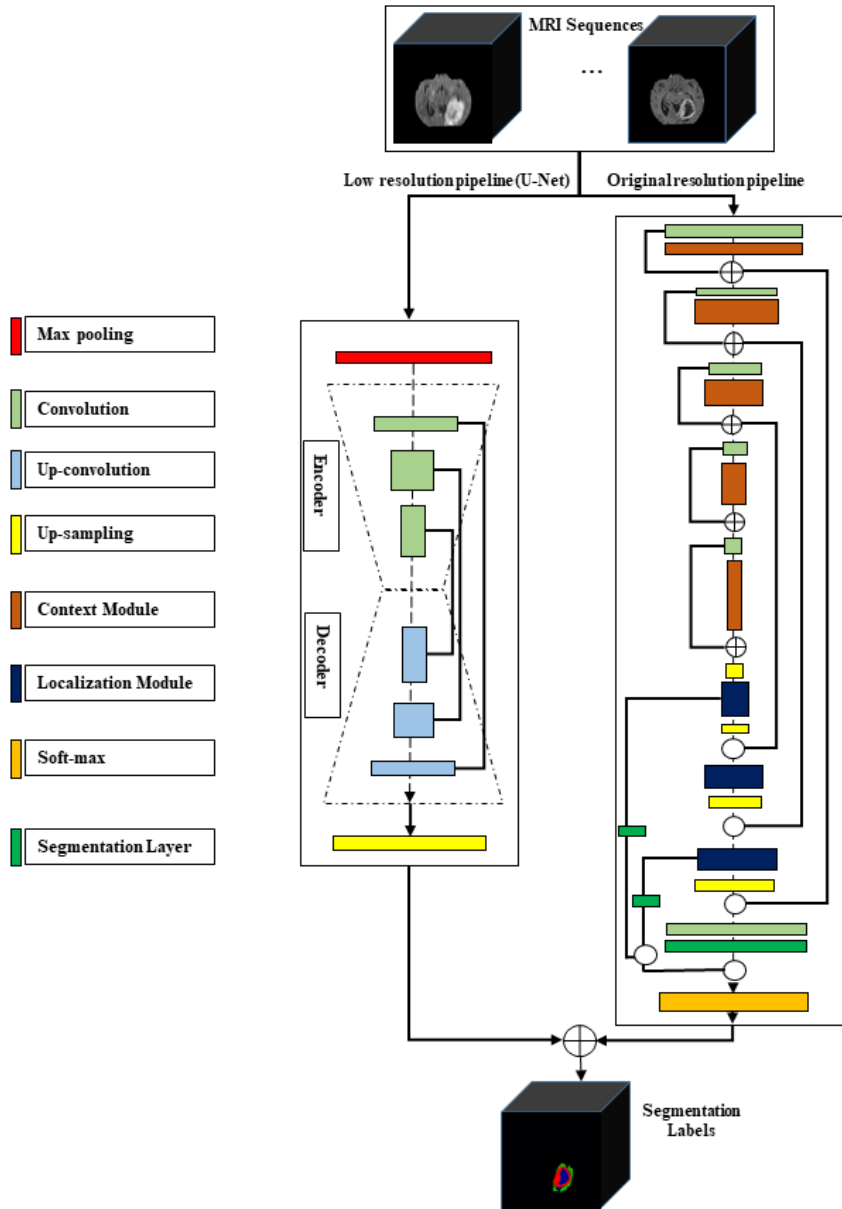 MRI Sequences
...
Low resolution pipeline(U-Net)
Original resolution pipeline
Max pooling
Convolution
Up-convolution
Up-sampling
Context Module
Localization Module
Soft-max
Segmentation Layer
Encoder
Decoder
Segmentation
Labels